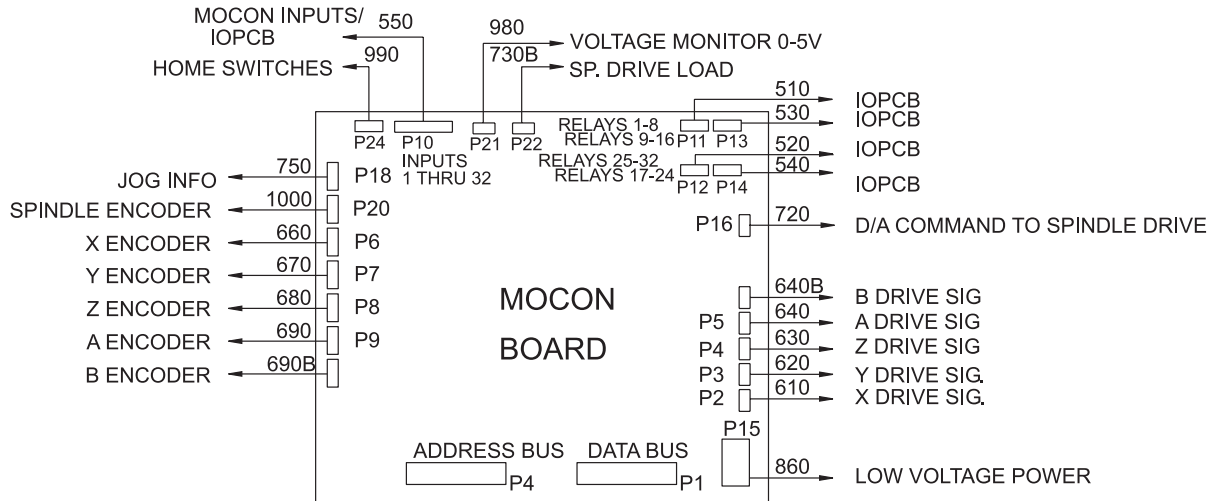 MOCON INPUTS/
IOPCB
550
HOME SWITCHES
990
980
VOLTAGE MONITOR 0-5V
730B
SP. DRIVE LOAD
510
IOPCB
530
IOPCB
520
IOPCB
540
IOPCB
P24
P10
INPUTS
1 THRU 32
P21
P22
RELAYS 1-8
RELAYS 9-16
P11
P13
RELAYS 25-32
RELAYS 17-24
P12
P14
JOG INFO
750
P18
SPINDLE ENCODER
1000
P20
X ENCODER
660
P6
Y ENCODER
670
P7
Z ENCODER
680
P8
A ENCODER
690
P9
B ENCODER
690B
MOCON
BOARD
P16
720
D/A COMMAND TO SPINDLE DRIVE
640B
B DRIVE SIG
P5
640
A DRIVE SIG
P4
630
Z DRIVE SIG
P3
620
Y DRIVE SIG.
P2
610
X DRIVE SIG.
P15
860
LOW VOLTAGE POWER
ADDRESS BUS
P4
DATA BUS
P1